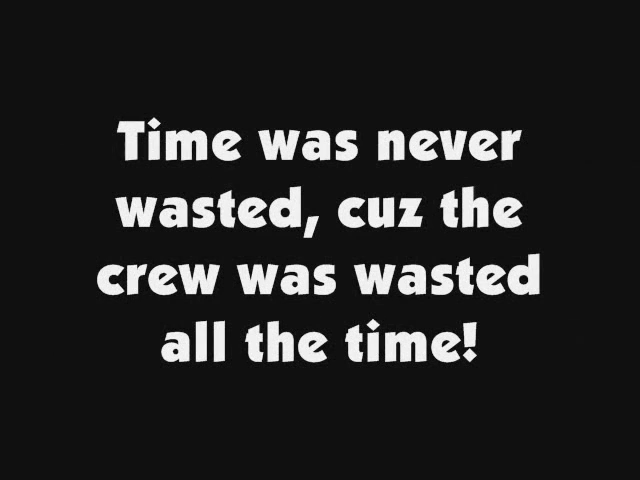 Time was never
wasted, cuz the
crew was wasted
all the time!